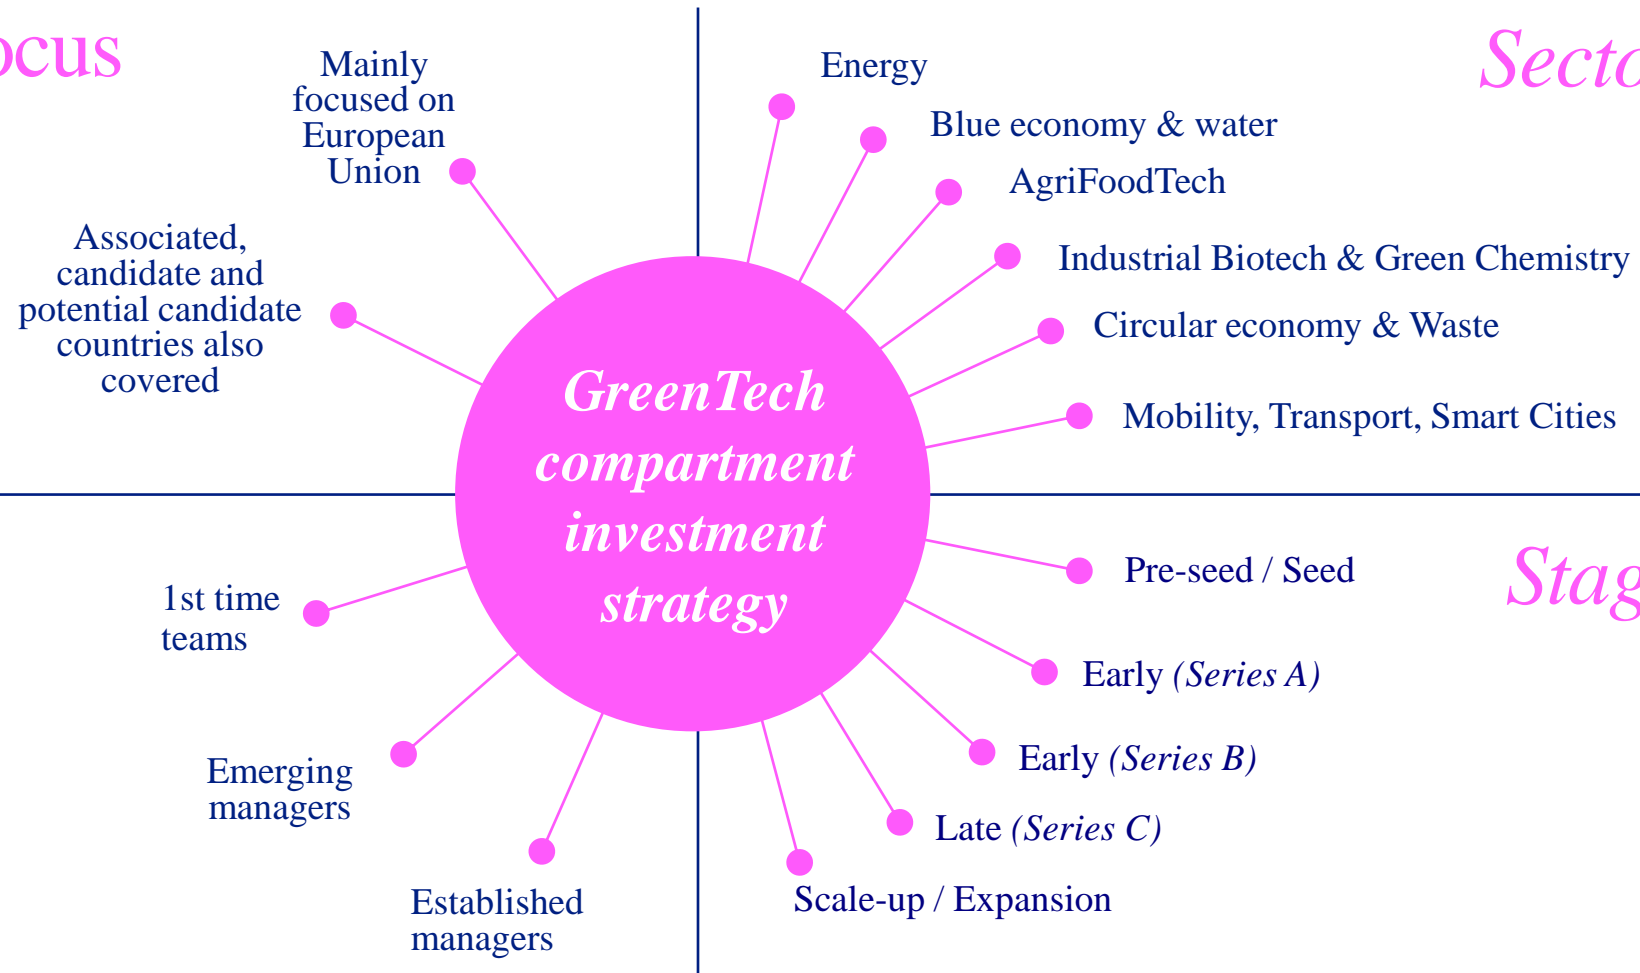 ocus
Mainly
focused on
European
Union
Associated,
candidate and
potential candidate
countries also
covered
Secto
Energy
Blue economy & water
AgriFoodTech
Industrial Biotech & Green Chemistry
Circular economy & Waste
Mobility, Transport, Smart Cities
GreenTech
compartment
investment
strategy
1st time
teams
Emerging
managers
Established
managers
Stag
Pre-seed / Seed
Early (Series A)
Early (Series B)
Late (Series C)
Scale-up / Expansion